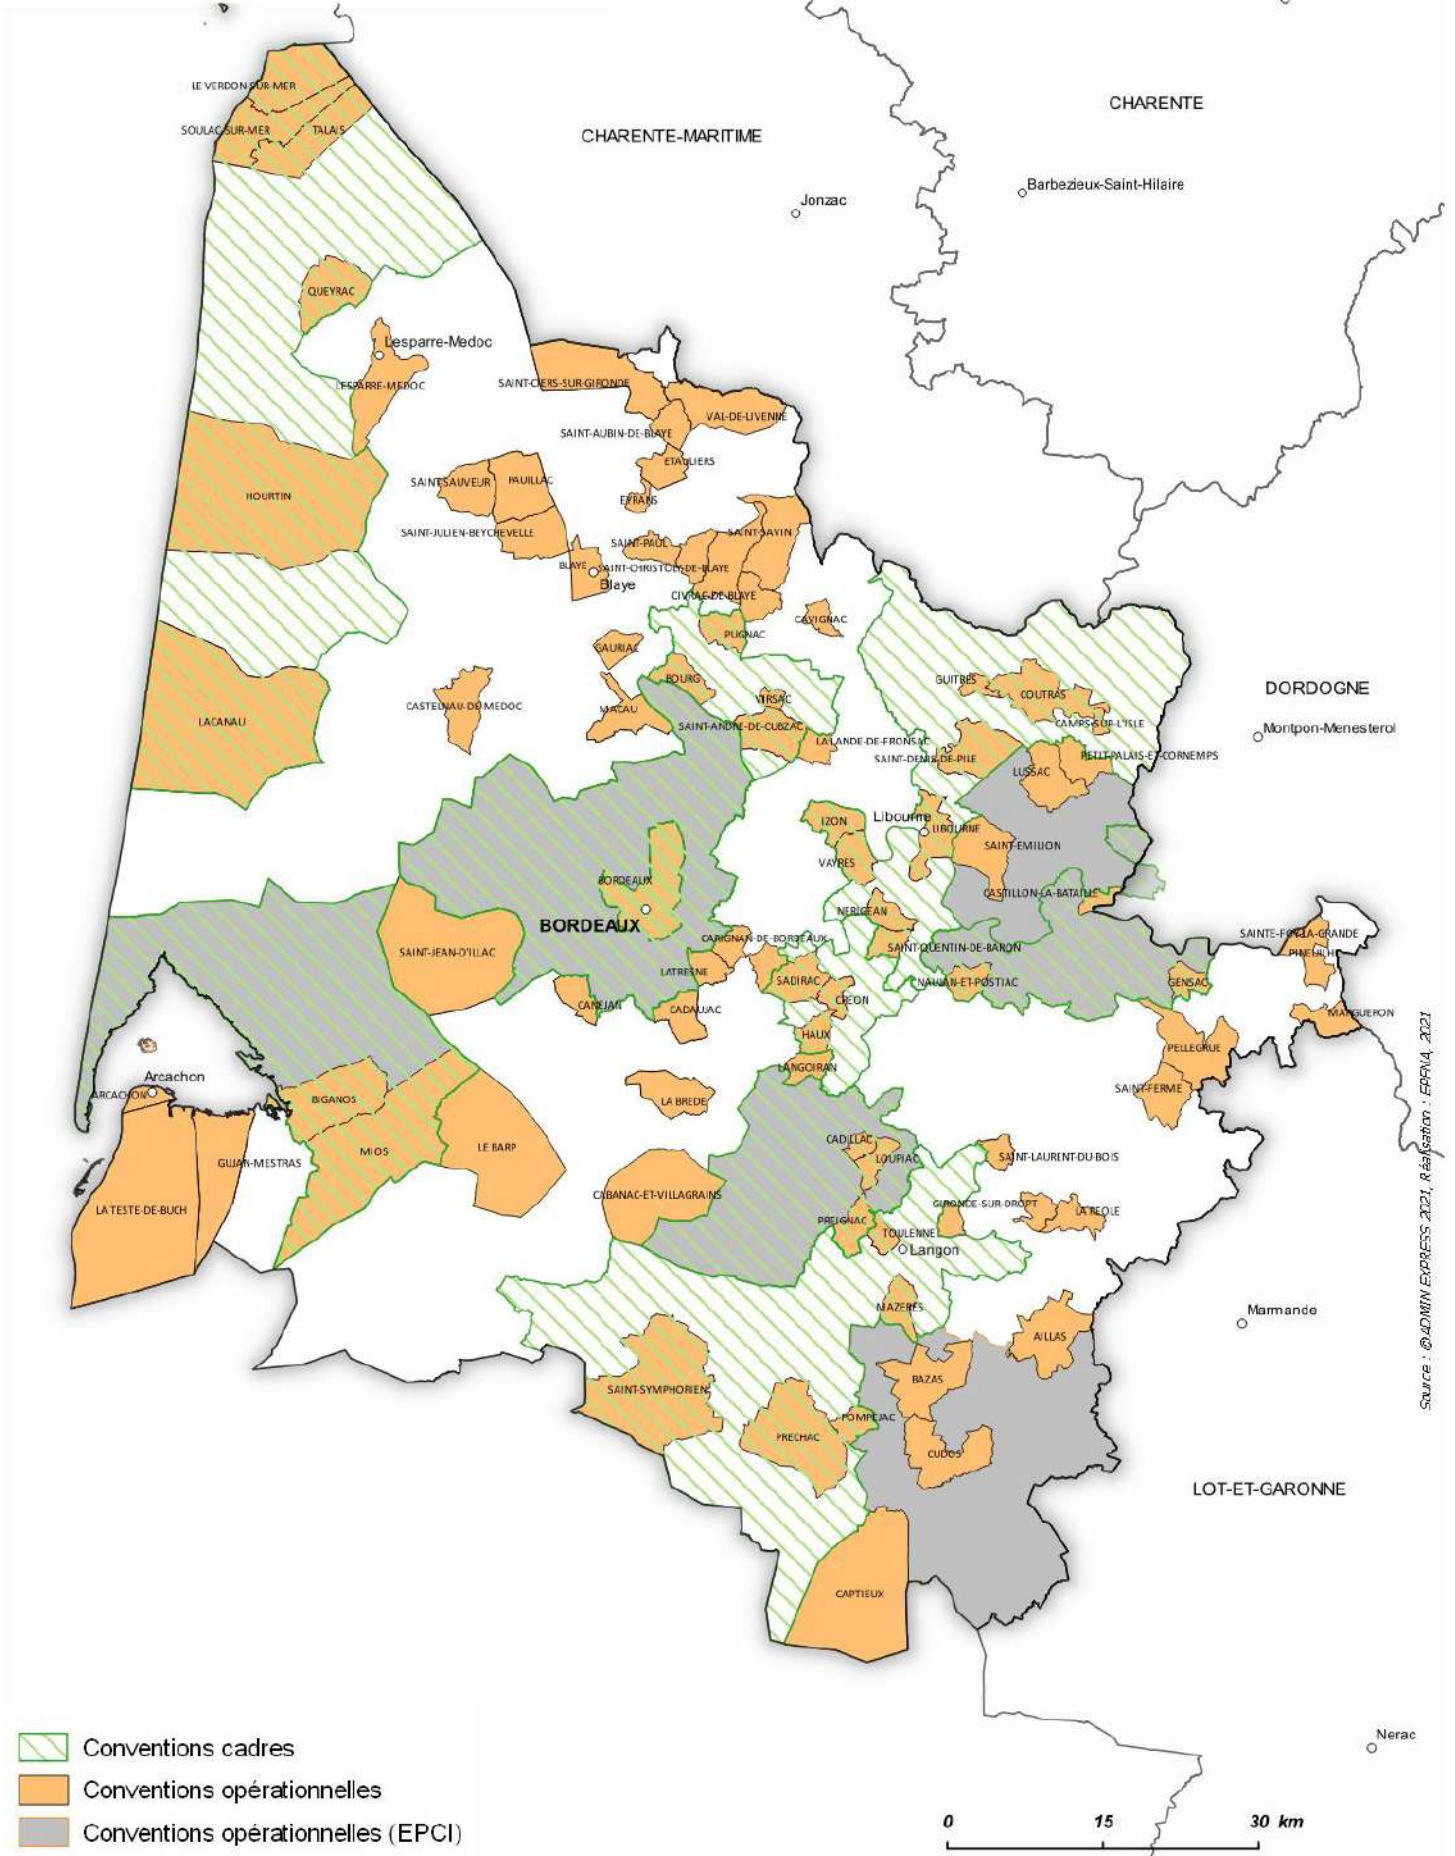 CHARENTE
CHARENTE-MARITIME
Barbezieux-Saint-Hilaire
Jonzac
LE VERDON-SUR-MER
SOULAC-SUR-MER
TALAIS
QUEYRAC
Lesparre-Medoc
LESPARRE-MEDOC
SAINT-CIERS-SUR-GIRONDE
VAL-DE-LIVENNE
SAINT-AUBIN-DE-BLAYE
ETAULIERS
HOURTIN
SAINT-SAUVEUR
PAUILLAC
EYRANS
SAINT-JULIEN-BEYCHEVELLE
SAINT-SAVIN
SAINT-PAUL
BLAYE
SAINT-CHRISTOLY-DE-BLAYE
Blaye
CIVRAC-DE-BLAYE
CAVIGNAC
PUGNAC
GAURIAC
BOURG
GUITRES
COUTRAS
DORDOGNE
VIRSAC
CASTELNAU-DE-MEDOC
MACAU
LACANAU
SAINT-ANDRE-DE-CUBZAC
CAMPS-SUR-L'ISLE
Montpon-Menesterol
LA LANDE-DE-FRONSAC
SAINT-DENIS-DE-PILE
PETIT-PALAIS-ET-CORNEMPS
LUSSAC
IZON
Libourne
LIBOURNE
SAINT-EMILION
VAYRES
BORDEAUX
CASTILLON-LA-BATAILLE
NERIGEAN
BORDEAUX
CARIGNAN-DE-BORDEAUX
SAINTE-FOY-LA-GRANDE
SAINT-QUENTIN-DE-BARON
PINEUILH
SAINT-JEAN-D'ILLAC
LATRESNE
SADIRAC
NAUJAN-ET-POSTIAC
GENSAC
CREON
CANEJAN
CADAUJAC
MARGUERON
HAUX
PELLEGRUE
LANGOIRAN
Arcachon
ARCACHON
BIGANOS
SAINT-FERME
LA BREDE
CADILLAC
LE BARP
MIOS
LOUPIAC
SAINT-LAURENT-DU-BOIS
GUJAN-MESTRAS
CABANAC-ET-VILLAGRAINS
GIRONDE-SUR-DROPT
LA REOLE
LA TESTE-DE-BUCH
PREIGNAC
TOULENNE
Langon
MAZERES
Marmande
AILLAS
BAZAS
SAINT-SYMPHORIEN
POMPEJAC
PRECHAC
CUDOS
LOT-ET-GARONNE
CAPTIEUX
Nerac
Source : ©ADMIN EXPRESS 2021, Réalisation : EPFNA, 2021
Conventions cadres
Conventions opérationnelles
Conventions opérationnelles (EPCI)
0 15 30 km